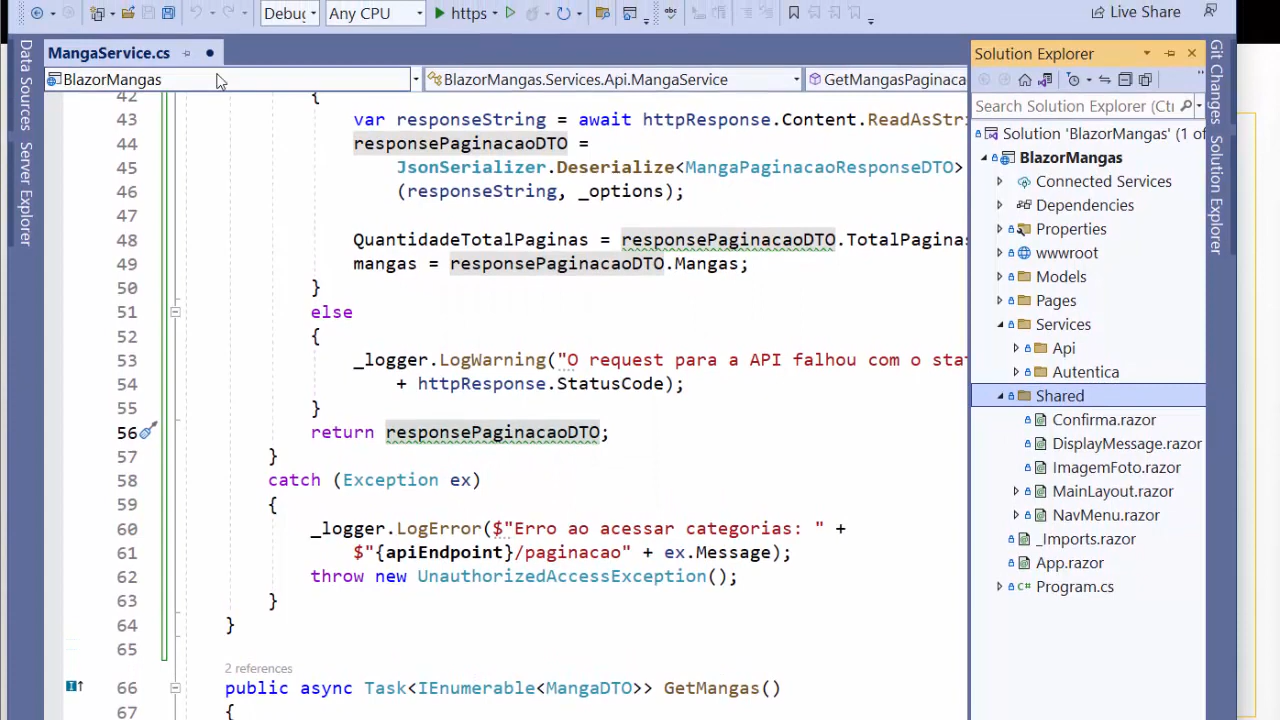 Debug Any CPU https Live Share
MangaService.cs
BlazorMangas BlazorMangas.Services.Api.MangaService GetMangasPaginaca
42 {
43 var responseString = await httpResponse.Content.ReadAsStr
44 responsePaginacaoDTO =
45 JsonSerializer.Deserialize<MangaPaginacaoResponseDTO>
46 (responseString, _options);
47
48 QuantidadeTotalPaginas = responsePaginacaoDTO.TotalPaginas
49 mangas = responsePaginacaoDTO.Mangas;
50 }
51 else
52 {
53 _logger.LogWarning("O request para a API falhou com o stat
54 + httpResponse.StatusCode);
55 }
56 return responsePaginacaoDTO;
57 }
58 catch (Exception ex)
59 {
60 _logger.LogError($"Erro ao acessar categorias: " +
61 $"{apiEndpoint}/paginacao" + ex.Message);
62 throw new UnauthorizedAccessException();
63 }
64 }
65
2 references
66 public async Task<IEnumerable<MangaDTO>> GetMangas()
67 {
Data Sources
Server Explorer
Solution Explorer
Search Solution Explorer (Ctr
Solution 'BlazorMangas' (1 of
BlazorMangas
Connected Services
Dependencies
Properties
wwwroot
Models
Pages
Services
Api
Autentica
Shared
Confirma.razor
DisplayMessage.razor
ImagemFoto.razor
MainLayout.razor
NavMenu.razor
_Imports.razor
App.razor
Program.cs
Git Changes
Solution Explorer